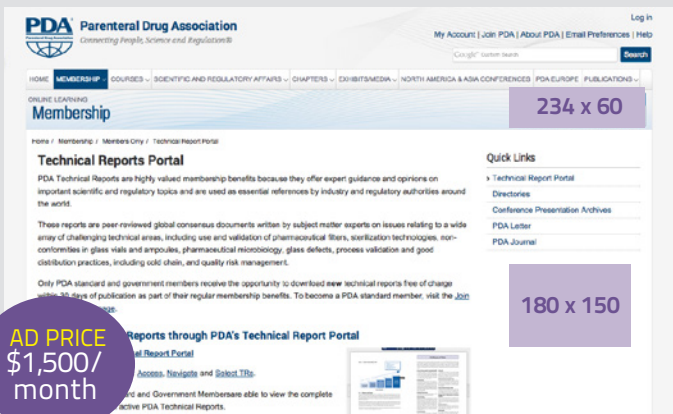 Log in
PDA Parenteral Drug Association
Connecting People, Science and Regulation®
My Account | Join PDA | About PDA | Email Preferences | Help
Google™ Custom Search Search
HOME MEMBERSHIP COURSES SCIENTIFIC AND REGULATORY AFFAIRS CHAPTERS EXHIBITS/MEDIA NORTH AMERICA & ASIA CONFERENCES PDA EUROPE PUBLICATIONS
ONLINE LEARNING
Membership
234 x 60
Home / Membership / Members Only / Technical Report Portal
Technical Reports Portal
PDA Technical Reports are highly valued membership benefits because they offer expert guidance and opinions on
important scientific and regulatory topics and are used as essential references by industry and regulatory authorities around
the world.
These reports are peer-reviewed global consensus documents written by subject matter experts on issues relating to a wide
array of challenging technical areas, including use and validation of pharmaceutical filters, sterilization technologies, non-
conformities in glass vials and ampoules, pharmaceutical microbiology, glass defects, process validation and good
distribution practices, including cold chain, and quality risk management.
Only PDA standard and government members receive the opportunity to download new technical reports free of charge
within 30 days of publication as part of their regular membership benefits. To become a PDA standard member, visit the Join
Reports through PDA's Technical Report Portal
Report Portal
Access, Navigate and Select TRs.
and Government Members are able to view the complete
active PDA Technical Reports.
Quick Links
Technical Report Portal
Directories
Conference Presentation Archives
PDA Letter
PDA Journal
180 x 150
AD PRICE
$1,500/
month